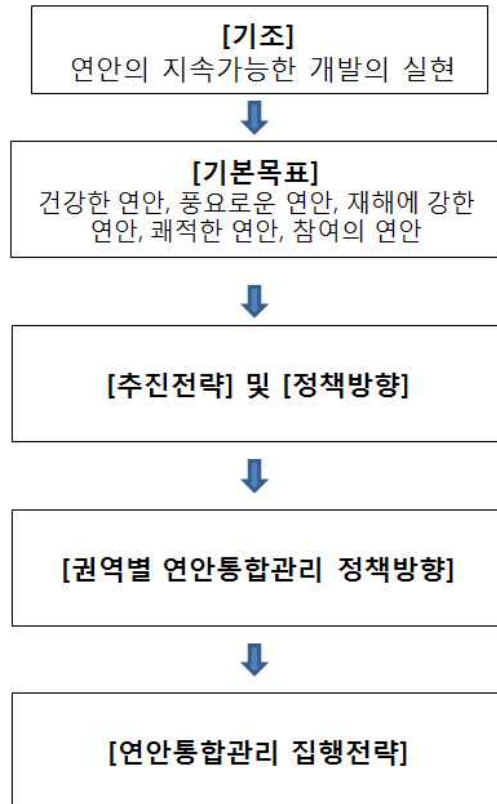 [기조]
연안의 지속가능한 개발의 실현
[기본목표]
건강한 연안, 풍요로운 연안, 재해에 강한
연안, 쾌적한 연안, 참여의 연안
[추진전략] 및 [정책방향]
[권역별 연안통합관리 정책방향]
[연안통합관리 집행전략]